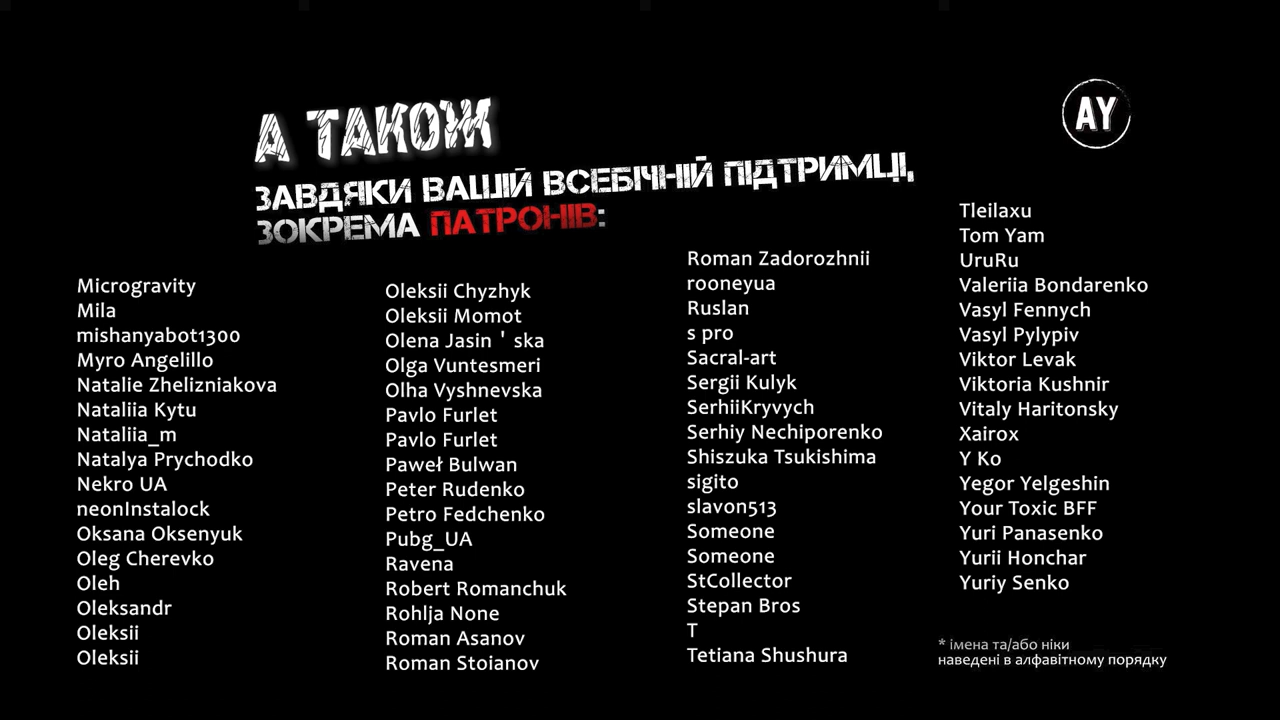 А ТАКОЖ
ЗАВДЯКИ ВАШІЙ ВСЕБІЧНІЙ ПІДТРИМЦІ,
ЗОКРЕМА ПАТРОНІВ:
AY
Microgravity
Mila
mishanyabot1300
Myro Angelillo
Natalie Zhelizniakova
Nataliia Kytu
Nataliia_m
Natalya Prychodko
Nekro UA
neonInstalock
Oksana Oksenyuk
Oleg Cherevko
Oleh
Oleksandr
Oleksii
Oleksii
Oleksii Chyzhyk
Oleksii Momot
Olena Jasin ' ska
Olga Vuntesmeri
Olha Vyshnevska
Pavlo Furlet
Pavlo Furlet
Paweł Bulwan
Peter Rudenko
Petro Fedchenko
Pubg_UA
Ravena
Robert Romanchuk
Rohlja None
Roman Asanov
Roman Stoianov
Roman Zadorozhnii
rooneyua
Ruslan
s pro
Sacral-art
Sergii Kulyk
SerhiiKryvych
Serhiy Nechiporenko
Shiszuka Tsukishima
sigito
slavon513
Someone
Someone
StCollector
Stepan Bros
T
Tetiana Shushura
Tleilaxu
Tom Yam
UruRu
Valeriia Bondarenko
Vasyl Fennych
Vasyl Pylypiv
Viktor Levak
Viktoria Kushnir
Vitaly Haritonsky
Xairox
Y Ko
Yegor Yelgeshin
Your Toxic BFF
Yuri Panasenko
Yurii Honchar
Yuriy Senko
* імена та/або ніки
наведені в алфавітному порядку